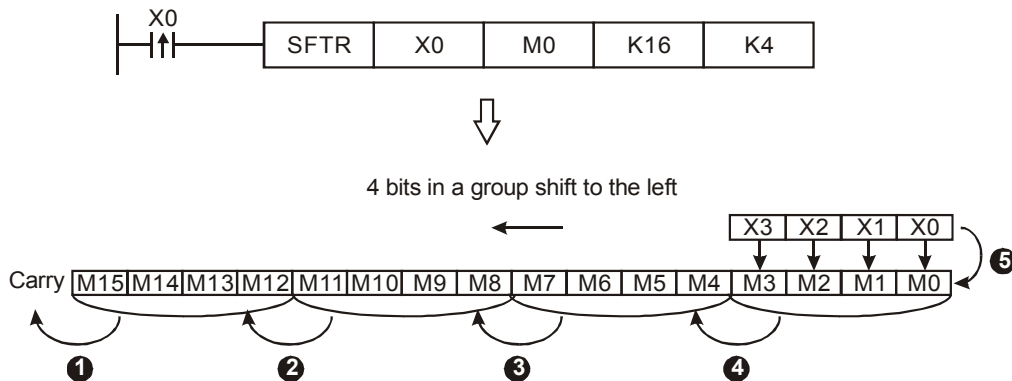 X0
SFTR X0 M0 K16 K4
4 bits in a group shift to the left
X3 X2 X1 X0
5
Carry M15 M14 M13 M12 M11 M10 M9 M8 M7 M6 M5 M4 M3 M2 M1 M0
1 2 3 4